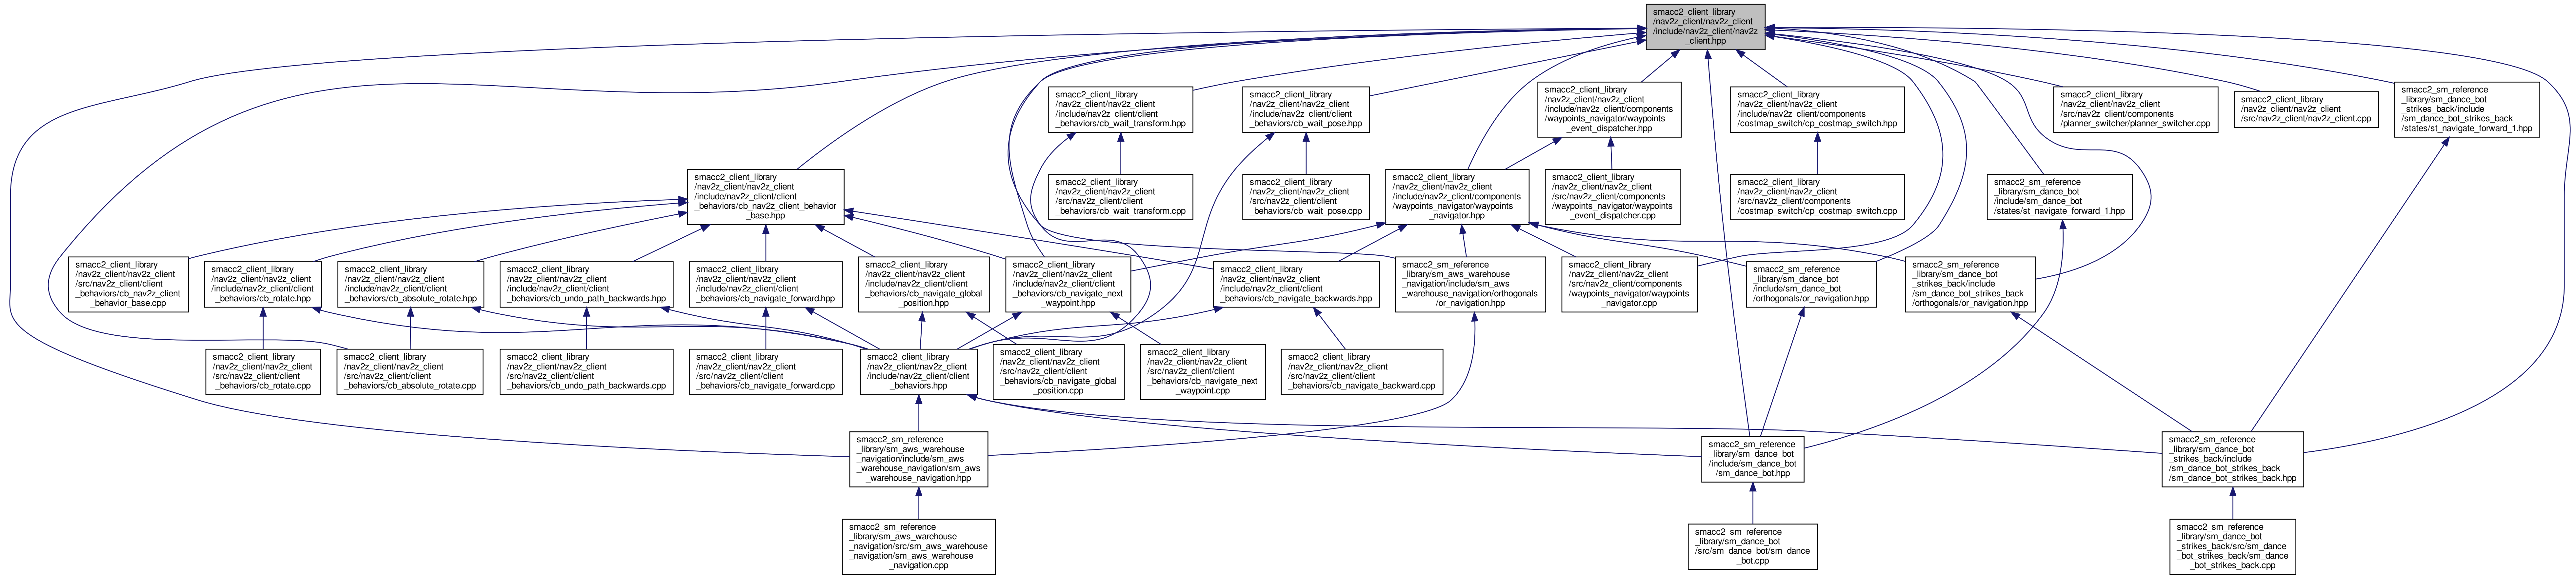 smacc2_client_library
/nav2z_client/nav2z_client
/include/nav2z_client/nav2z
_client.hpp
smacc2_client_library
/nav2z_client/nav2z_client
/include/nav2z_client/client
_behaviors/cb_wait_transform.hpp
smacc2_client_library
/nav2z_client/nav2z_client
/include/nav2z_client/client
_behaviors/cb_wait_pose.hpp
smacc2_client_library
/nav2z_client/nav2z_client
/include/nav2z_client/components
/waypoints_navigator/waypoints
_event_dispatcher.hpp
smacc2_client_library
/nav2z_client/nav2z_client
/include/nav2z_client/components
/costmap_switch/cp_costmap_switch.hpp
smacc2_client_library
/nav2z_client/nav2z_client
/src/nav2z_client/components
/planner_switcher/planner_switcher.cpp
smacc2_client_library
/nav2z_client/nav2z_client
/src/nav2z_client/nav2z_client.cpp
smacc2_sm_reference
_library/sm_dance_bot
_strikes_back/include
/sm_dance_bot_strikes_back
/states/st_navigate_forward_1.hpp
smacc2_client_library
/nav2z_client/nav2z_client
/include/nav2z_client/client
_behaviors/cb_nav2z_client_behavior
_base.hpp
smacc2_client_library
/nav2z_client/nav2z_client
/src/nav2z_client/client
_behaviors/cb_wait_transform.cpp
smacc2_client_library
/nav2z_client/nav2z_client
/src/nav2z_client/client
_behaviors/cb_wait_pose.cpp
smacc2_client_library
/nav2z_client/nav2z_client
/include/nav2z_client/components
/waypoints_navigator/waypoints
_navigator.hpp
smacc2_client_library
/nav2z_client/nav2z_client
/src/nav2z_client/components
/waypoints_navigator/waypoints
_event_dispatcher.cpp
smacc2_client_library
/nav2z_client/nav2z_client
/src/nav2z_client/components
/costmap_switch/cp_costmap_switch.cpp
smacc2_sm_reference
_library/sm_dance_bot
/include/sm_dance_bot
/states/st_navigate_forward_1.hpp
smacc2_client_library
/nav2z_client/nav2z_client
/src/nav2z_client/client
_behaviors/cb_nav2z_client
_behavior_base.cpp
smacc2_client_library
/nav2z_client/nav2z_client
/include/nav2z_client/client
_behaviors/cb_rotate.hpp
smacc2_client_library
/nav2z_client/nav2z_client
/include/nav2z_client/client
_behaviors/cb_absolute_rotate.hpp
smacc2_client_library
/nav2z_client/nav2z_client
/include/nav2z_client/client
_behaviors/cb_undo_path_backwards.hpp
smacc2_client_library
/nav2z_client/nav2z_client
/include/nav2z_client/client
_behaviors/cb_navigate_forward.hpp
smacc2_client_library
/nav2z_client/nav2z_client
/include/nav2z_client/client
_behaviors/cb_navigate_global
_position.hpp
smacc2_client_library
/nav2z_client/nav2z_client
/include/nav2z_client/client
_behaviors/cb_navigate_next
_waypoint.hpp
smacc2_client_library
/nav2z_client/nav2z_client
/include/nav2z_client/client
_behaviors/cb_navigate_backwards.hpp
smacc2_sm_reference
_library/sm_aws_warehouse
_navigation/include/sm_aws
_warehouse_navigation/orthogonals
/or_navigation.hpp
smacc2_client_library
/nav2z_client/nav2z_client
/src/nav2z_client/components
/waypoints_navigator/waypoints
_navigator.cpp
smacc2_sm_reference
_library/sm_dance_bot
/include/sm_dance_bot
/orthogonals/or_navigation.hpp
smacc2_sm_reference
_library/sm_dance_bot
_strikes_back/include
/sm_dance_bot_strikes_back
/orthogonals/or_navigation.hpp
smacc2_client_library
/nav2z_client/nav2z_client
/src/nav2z_client/client
_behaviors/cb_rotate.cpp
smacc2_client_library
/nav2z_client/nav2z_client
/src/nav2z_client/client
_behaviors/cb_absolute_rotate.cpp
smacc2_client_library
/nav2z_client/nav2z_client
/src/nav2z_client/client
_behaviors/cb_undo_path_backwards.cpp
smacc2_client_library
/nav2z_client/nav2z_client
/src/nav2z_client/client
_behaviors/cb_navigate_forward.cpp
smacc2_client_library
/nav2z_client/nav2z_client
/include/nav2z_client/client
_behaviors.hpp
smacc2_client_library
/nav2z_client/nav2z_client
/src/nav2z_client/client
_behaviors/cb_navigate_global
_position.cpp
smacc2_client_library
/nav2z_client/nav2z_client
/src/nav2z_client/client
_behaviors/cb_navigate_next
_waypoint.cpp
smacc2_client_library
/nav2z_client/nav2z_client
/src/nav2z_client/client
_behaviors/cb_navigate_backward.cpp
smacc2_sm_reference
_library/sm_aws_warehouse
_navigation/include/sm_aws
_warehouse_navigation/sm_aws
_warehouse_navigation.hpp
smacc2_sm_reference
_library/sm_dance_bot
/include/sm_dance_bot
/sm_dance_bot.hpp
smacc2_sm_reference
_library/sm_dance_bot
_strikes_back/include
/sm_dance_bot_strikes_back
/sm_dance_bot_strikes_back.hpp
smacc2_sm_reference
_library/sm_aws_warehouse
_navigation/src/sm_aws_warehouse
_navigation/sm_aws_warehouse
_navigation.cpp
smacc2_sm_reference
_library/sm_dance_bot
/src/sm_dance_bot/sm_dance
_bot.cpp
smacc2_sm_reference
_library/sm_dance_bot
_strikes_back/src/sm_dance
_bot_strikes_back/sm_dance
_bot_strikes_back.cpp